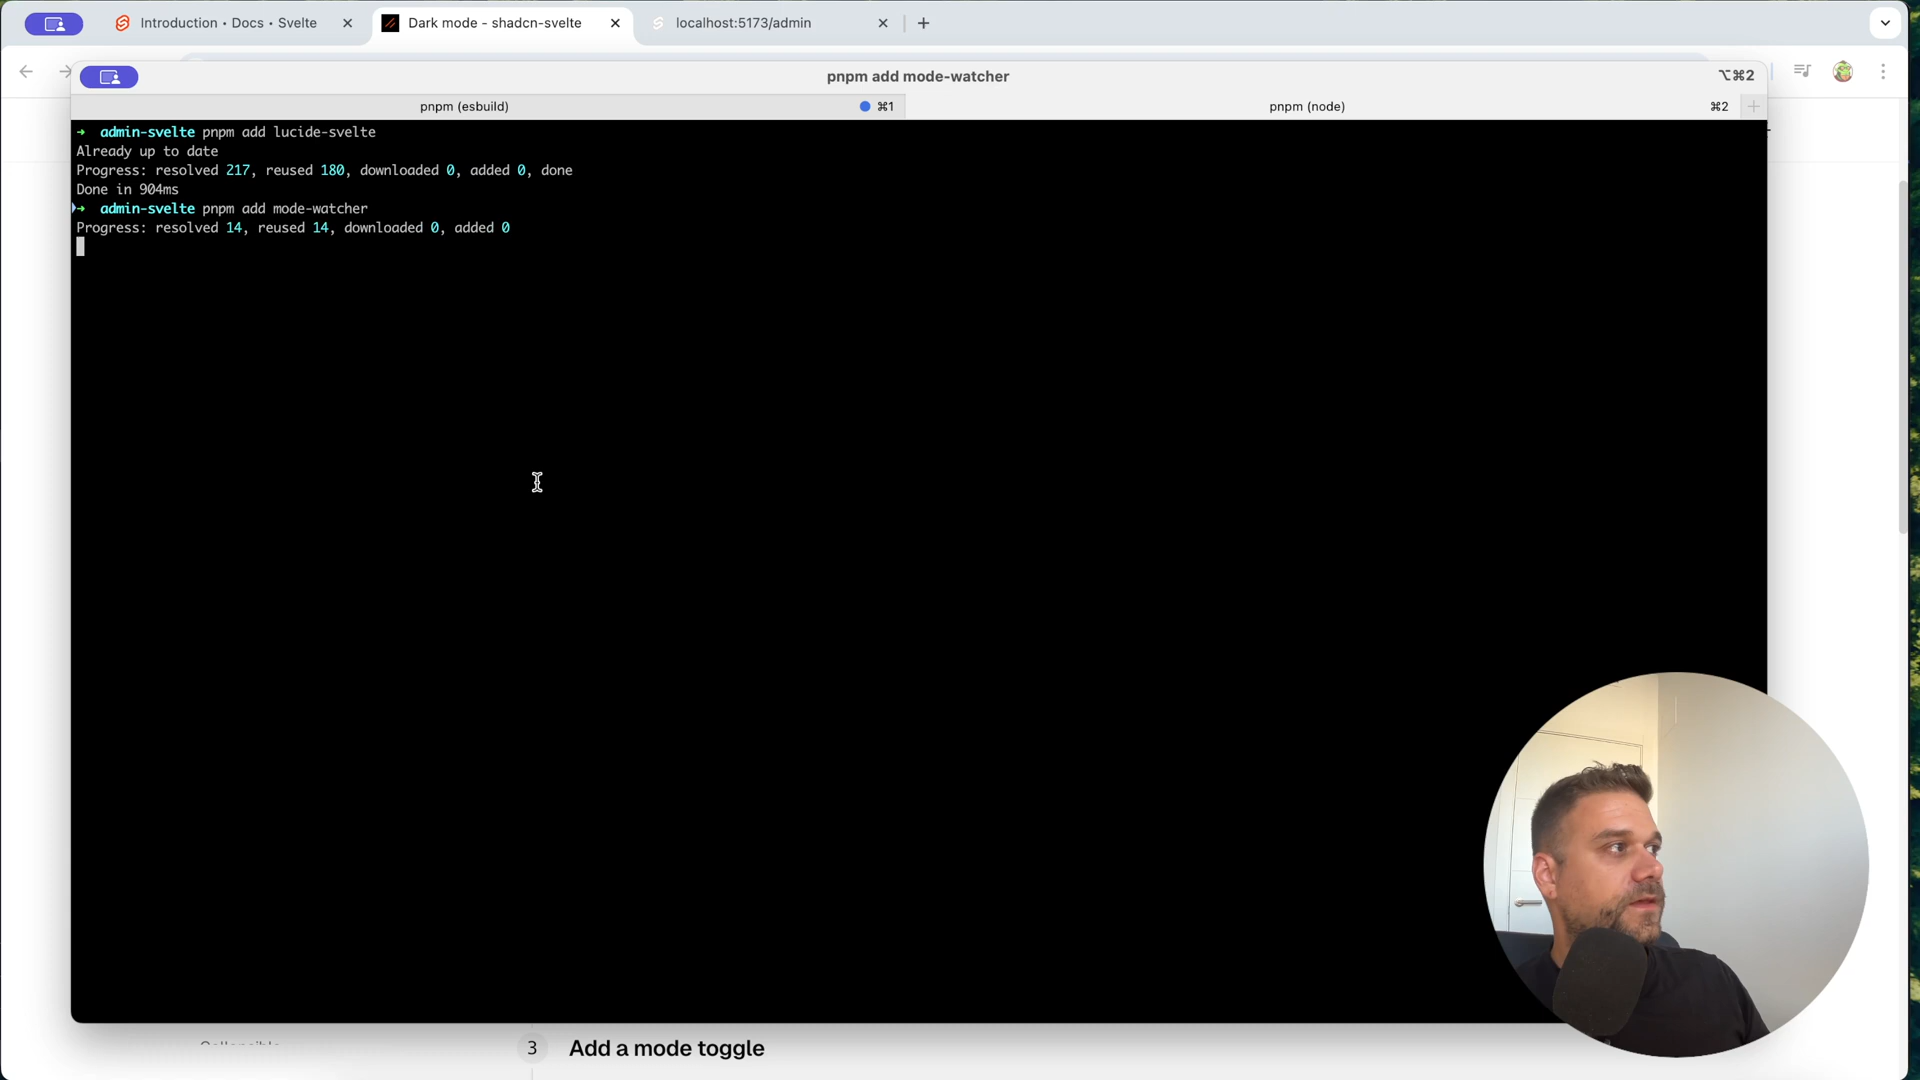 Introduction • Docs • Svelte
Dark mode - shadcn-svelte
localhost:5173/admin
pnpm add mode-watcher
⌥⌘2
pnpm (esbuild)
⌘1
pnpm (node)
⌘2
➜ admin-svelte pnpm add lucide-svelte
Already up to date
Progress: resolved 217, reused 180, downloaded 0, added 0, done
Done in 904ms
➜ admin-svelte pnpm add mode-watcher
Progress: resolved 14, reused 14, downloaded 0, added 0
3
Add a mode toggle